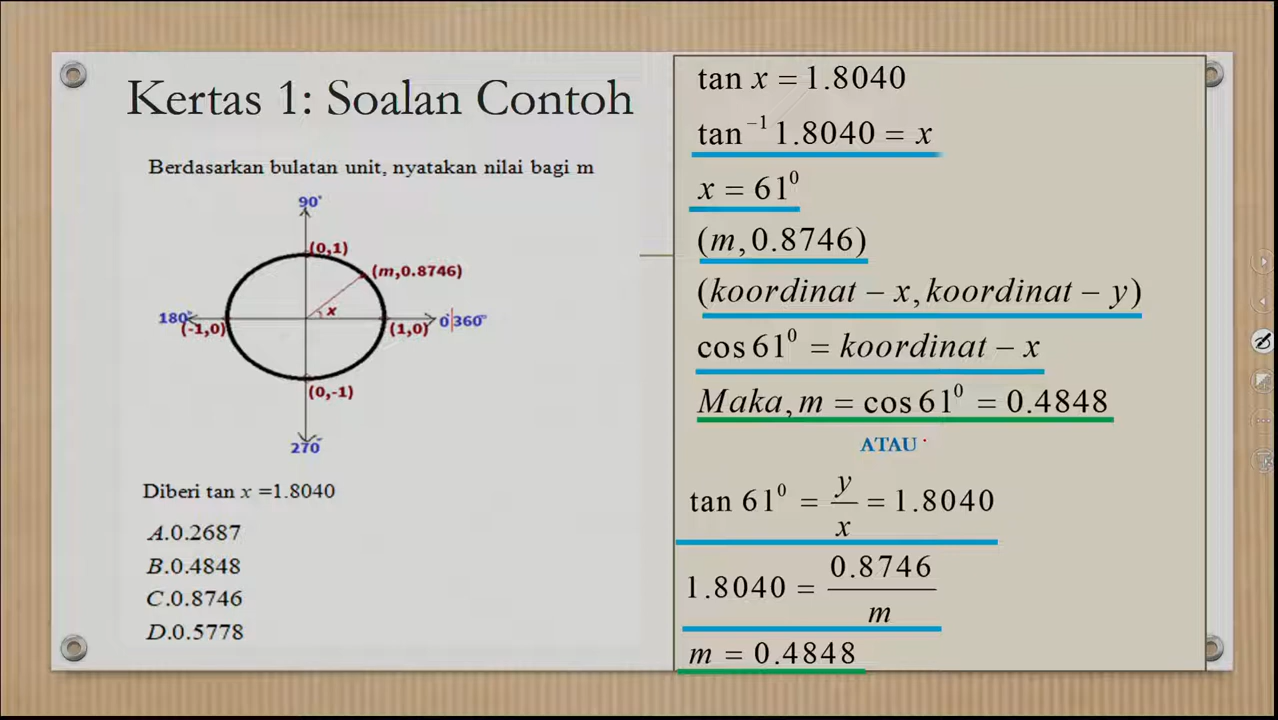 Kertas 1: Soalan Contoh
Berdasarkan bulatan unit, nyatakan nilai bagi m
90°
(0,1)
(m,0.8746)
x
180°
(-1,0)
(1,0)
0°360°
(0,-1)
270°
Diberi tan x =1.8040
A.0.2687
B.0.4848
C.0.8746
D.0.5778
tan x = 1.8040
tan⁻¹ 1.8040 = x
x = 61⁰
(m,0.8746)
(koordinat − x, koordinat − y)
cos 61⁰ = koordinat − x
Maka, m = cos 61⁰ = 0.4848
ATAU
tan 61⁰ = y/x = 1.8040
1.8040 = 0.8746/m
m = 0.4848